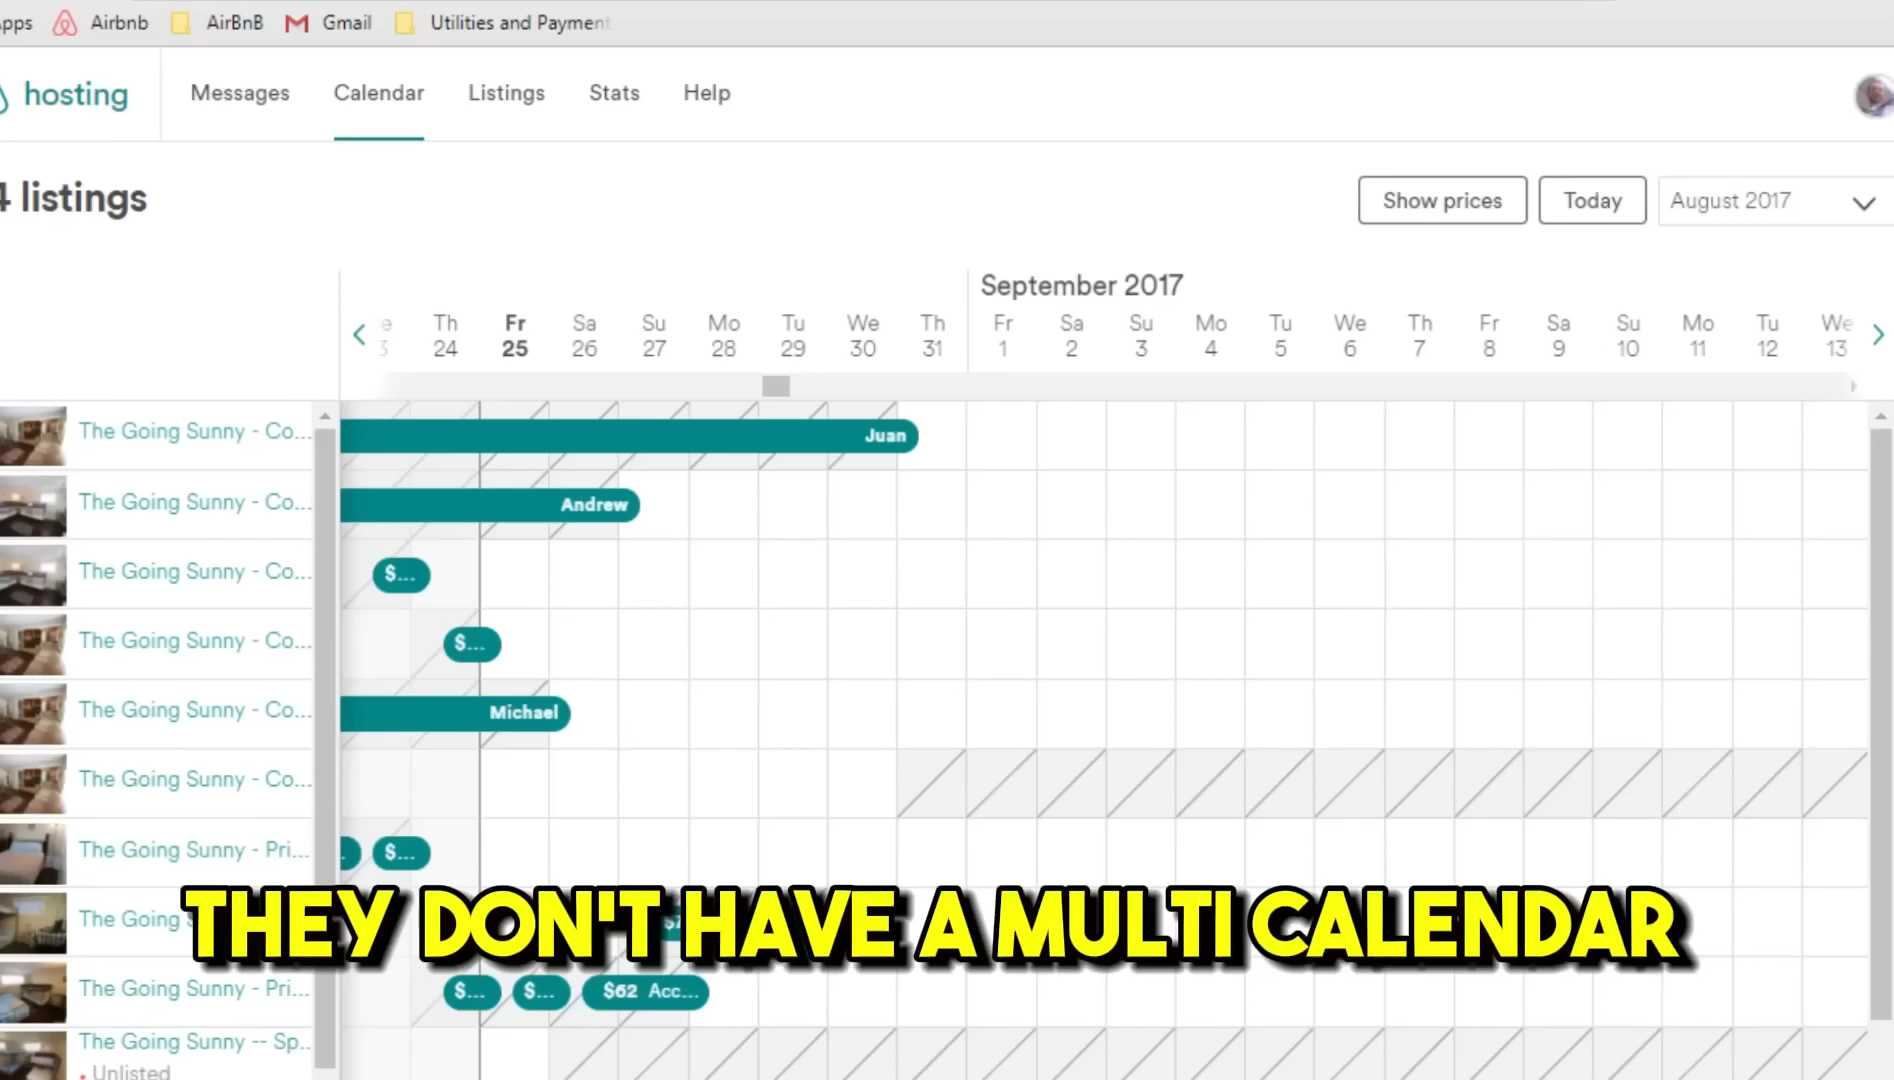 Apps Airbnb AirBnB Gmail Utilities and Payment
hosting Messages Calendar Listings Stats Help
4 listings
Show prices Today August 2017
September 2017
Th Fr Sa Su Mo Tu We Th Fr Sa Su Mo Tu We Th Fr Sa Su Mo Tu We
24 25 26 27 28 29 30 31 1 2 3 4 5 6 7 8 9 10 11 12 13
The Going Sunny - Co... Juan
The Going Sunny - Co... Andrew
The Going Sunny - Co... $...
The Going Sunny - Co... $...
The Going Sunny - Co... Michael
The Going Sunny - Co...
The Going Sunny - Pri... $...
The Going
THEY DON'T HAVE A MULTI CALENDAR
The Going Sunny - Pri... $... $... $62 Acc...
The Going Sunny -- Sp..
Unlisted